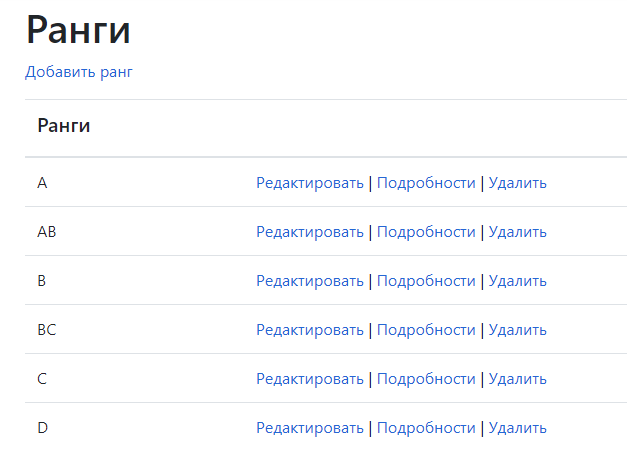 Ранги
Добавить ранг
Ранги
A Редактировать | Подробности | Удалить
AB Редактировать | Подробности | Удалить
B Редактировать | Подробности | Удалить
BC Редактировать | Подробности | Удалить
C Редактировать | Подробности | Удалить
D Редактировать | Подробности | Удалить